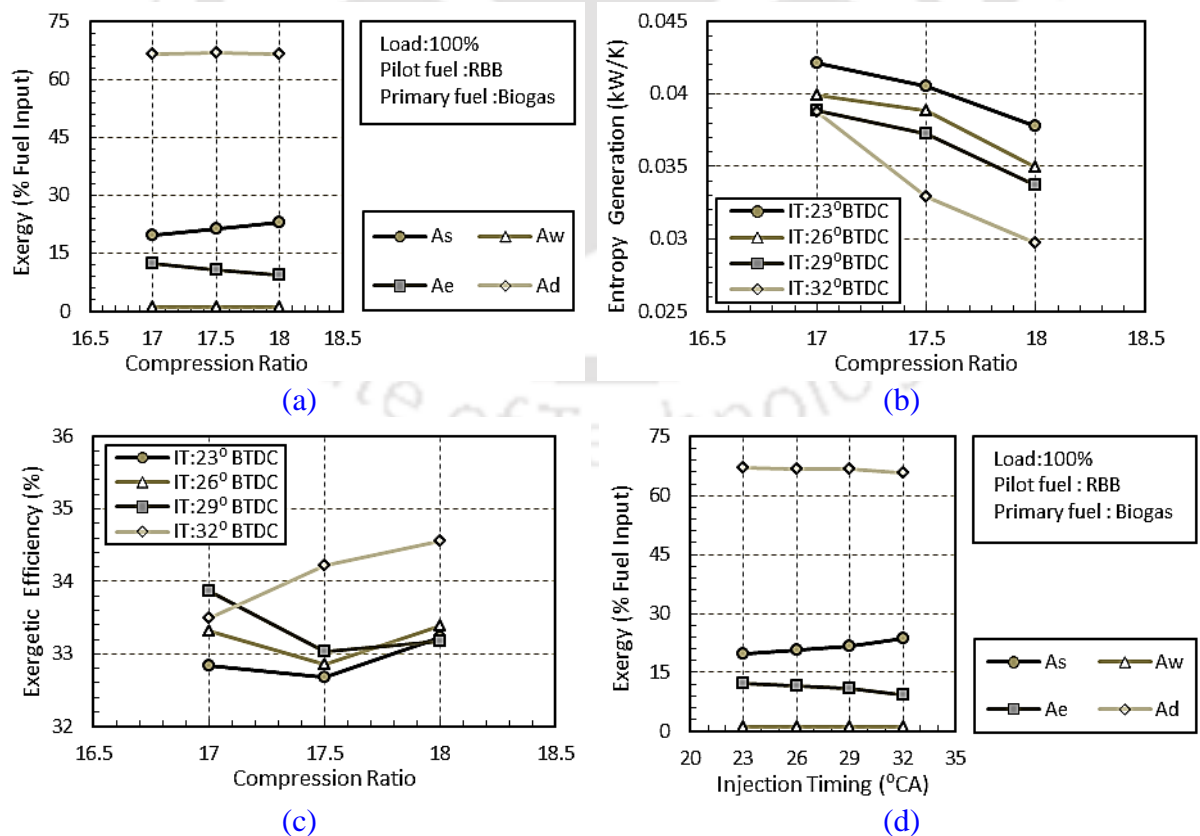 Exergy (% Fuel Input)
75
60
45
30
15
0
16.5 17 17.5 18 18.5
Compression Ratio
Load:100%
Pilot fuel :RBB
Primary fuel :Biogas
As Aw
Ae Ad
(a)
Entropy Generation (kW/K)
0.045
0.04
0.035
0.03
0.025
IT:23⁰BTDC
IT:26⁰BTDC
IT:29⁰BTDC
IT:32⁰BTDC
16.5 17 17.5 18 18.5
Compression Ratio
(b)
Exergetic Efficiency (%)
36
35
34
33
32
IT:23⁰ BTDC
IT:26⁰ BTDC
IT:29⁰ BTDC
IT:32⁰ BTDC
16.5 17 17.5 18 18.5
Compression Ratio
(c)
Exergy (% Fuel Input)
75
60
45
30
15
0
20 23 26 29 32 35
Injection Timing (⁰CA)
Load:100%
Pilot fuel : RBB
Primary fuel : Biogas
As Aw
Ae Ad
(d)